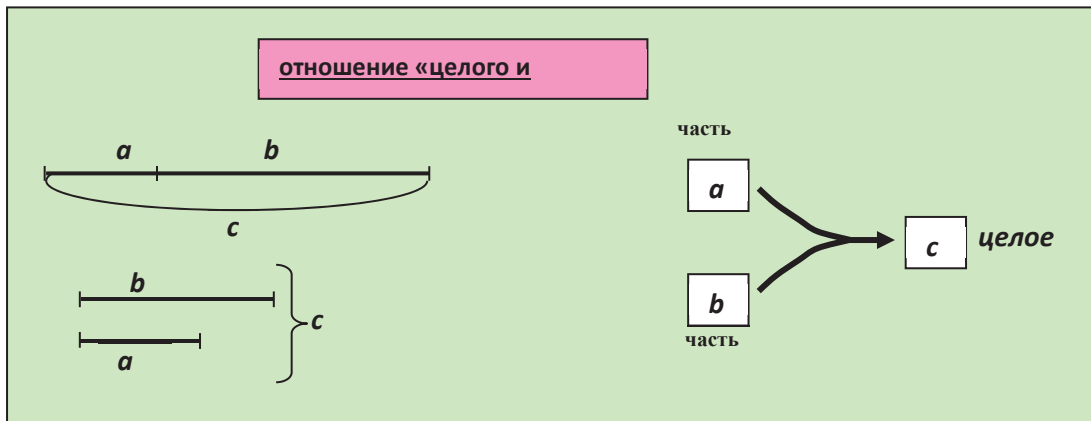 отношение «целого и
a b
c
b
a
c
часть
a
b
часть
c целое